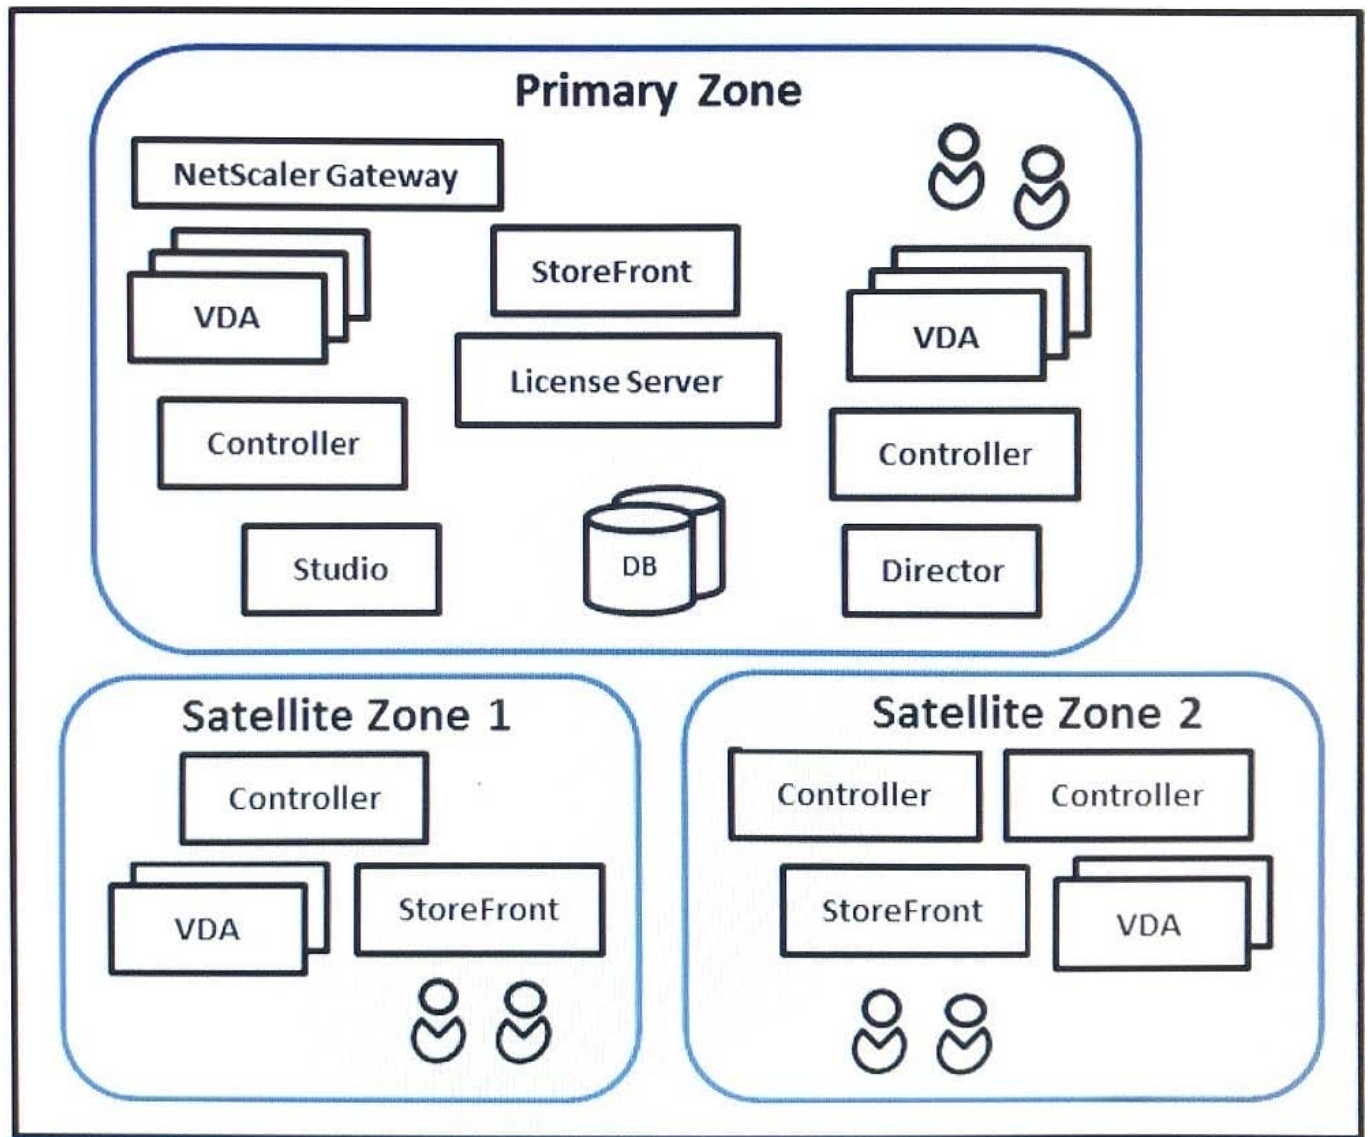 Primary Zone
NetScaler Gateway
StoreFront
VDA
VDA
License Server
Controller
Controller
Studio
DB
Director
Satellite Zone 1
Controller
VDA
StoreFront
Satellite Zone 2
Controller
Controller
StoreFront
VDA